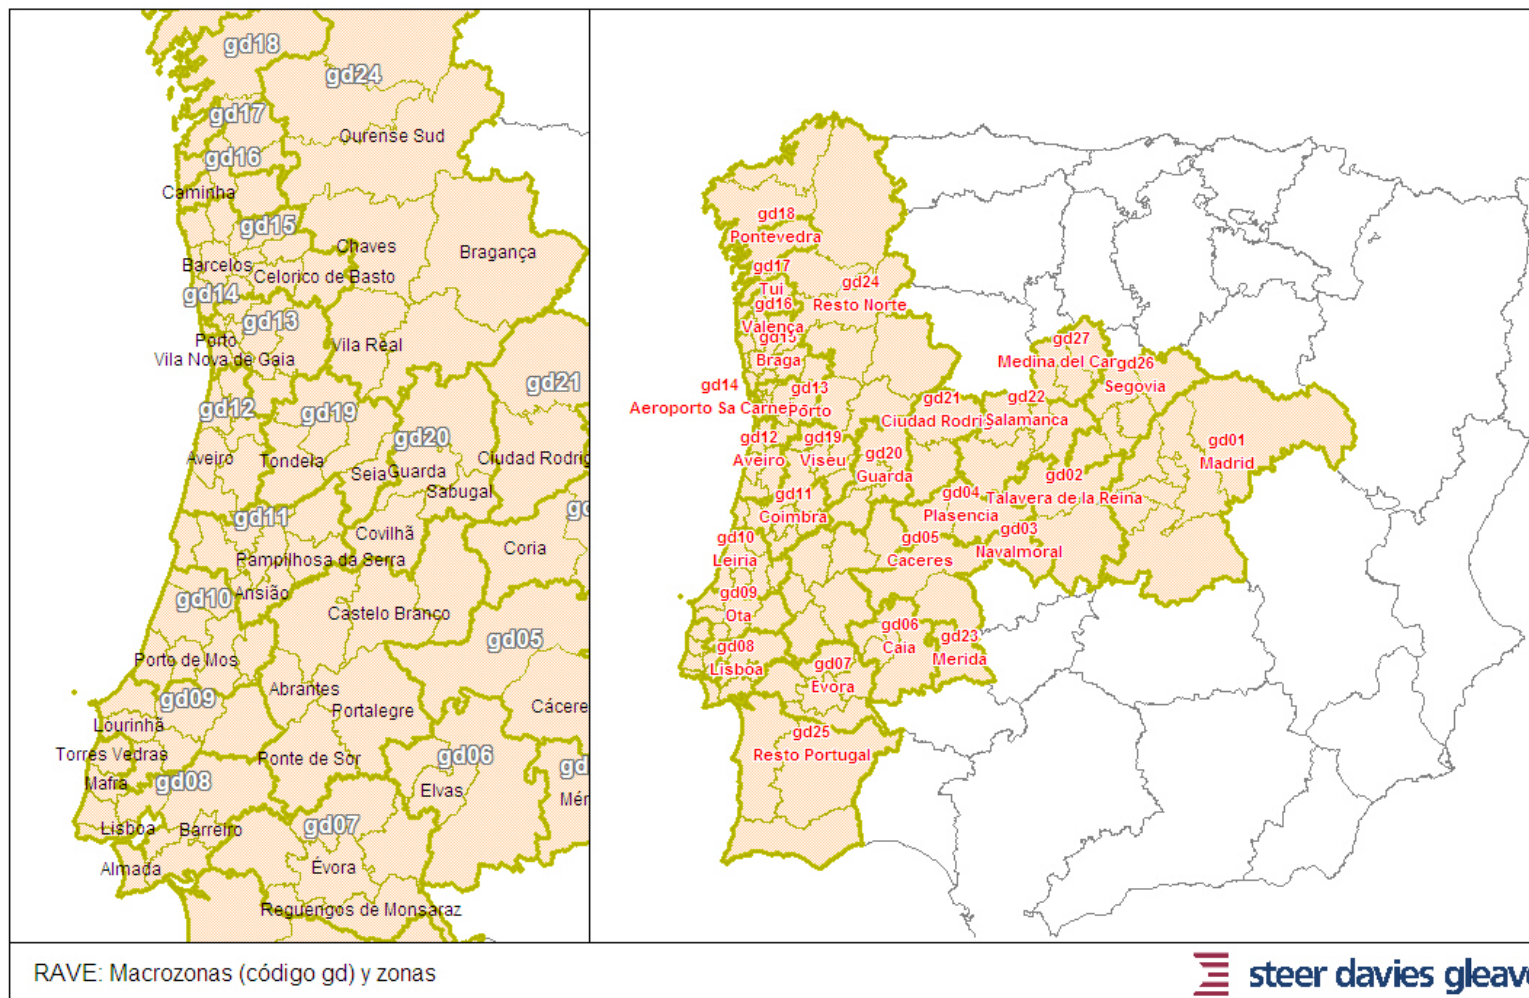 gd18
gd24
gd17
Ourense Sud
gd16
Caminha
gd15
Chaves
Bragança
Barcelos
Celorico de Basto
gd14
gd13
Porto
Vila Real
Vila Nova de Gaia
gd21
gd12
gd19
gd20
Aveiro
Tondela
Seia
Guarda
Ciudad Rodrig
Sabugal
gd11
Covilhã
Coria
Pampilhosa da Serra
gd10
Ansião
Castelo Branco
gd05
Porto de Mos
Abrantes
gd09
Portalegre
Cácere
Lourinhã
Torres Vedras
Ponte de Sor
gd06
gd
Mafra
gd08
Elvas
Mér
Lisboa
Barreiro
gd07
Almada
Évora
Reguengos de Monsaraz
gd18
Pontevedra
gd17
Tui
gd24
Resto Norte
gd16
Valença
gd15
Braga
gd27
Medina del Cam
gd26
Segovia
gd14
Aeroporto Sa Carne
gd13
Porto
gd21
Ciudad Rodri
gd22
Salamanca
gd12
Aveiro
gd19
Viseu
gd20
Guarda
gd01
Madrid
gd02
Talavera de la Reina
gd11
Coimbra
gd04
Plasencia
gd10
Leiria
gd05
Caceres
gd03
Navalmoral
gd09
Ota
gd06
Caia
gd23
Merida
gd08
Lisboa
gd07
Evora
gd25
Resto Portugal
RAVE: Macrozonas (código gd) y zonas
steer davies gleave